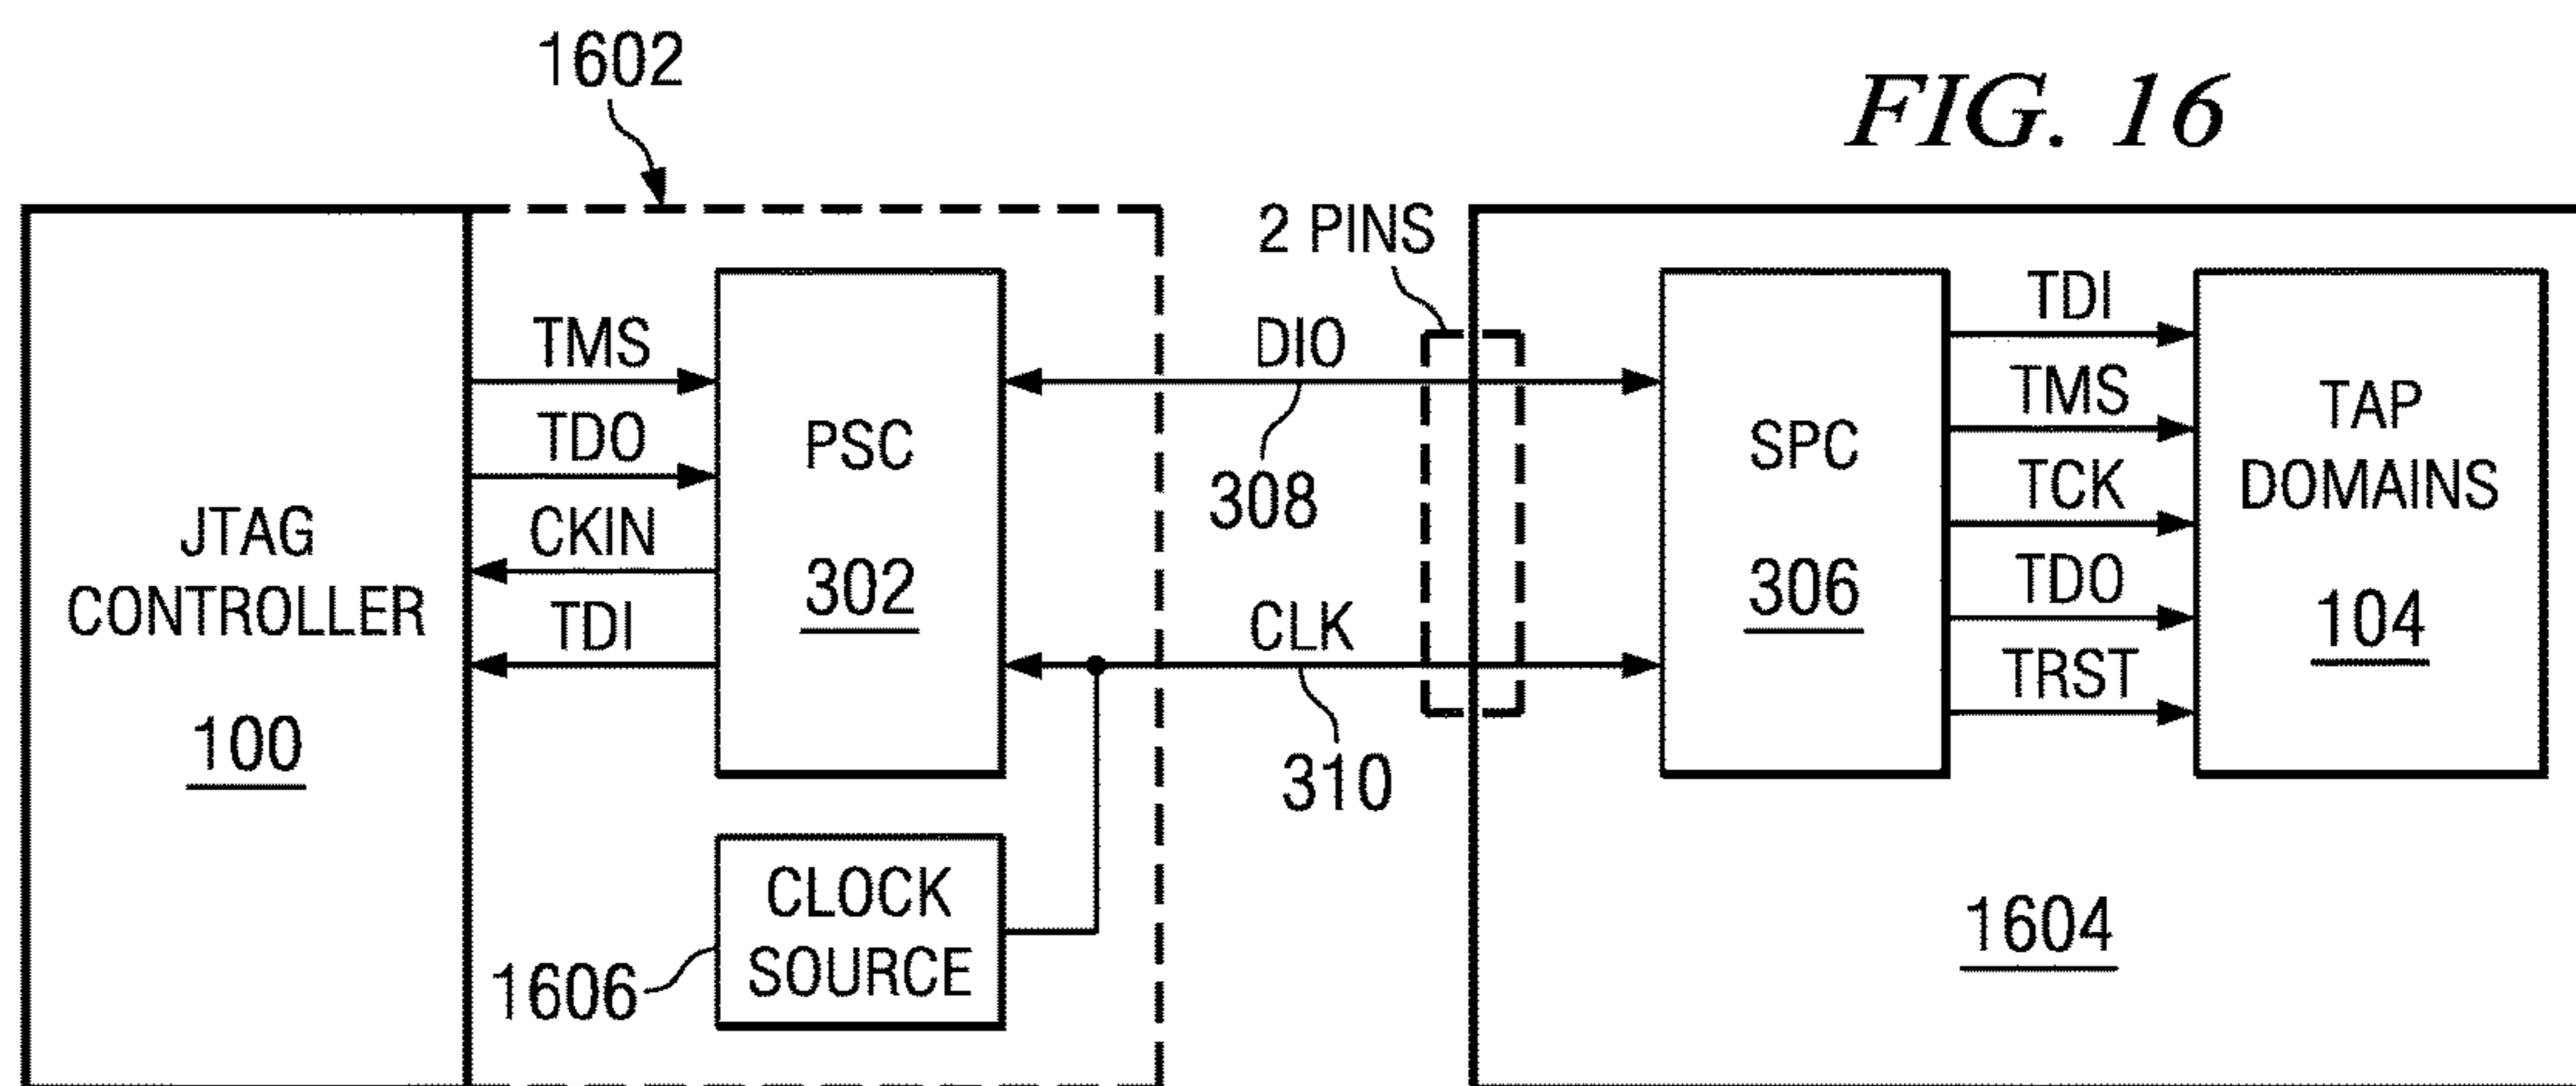 1602
FIG. 16
2 PINS
TMS
TDO
CKIN
TDI
JTAG
CONTROLLER
100
PSC
302
DIO
308
CLK
310
CLOCK
SOURCE
1606
SPC
306
TDI
TMS
TCK
TDO
TRST
TAP
DOMAINS
104
1604